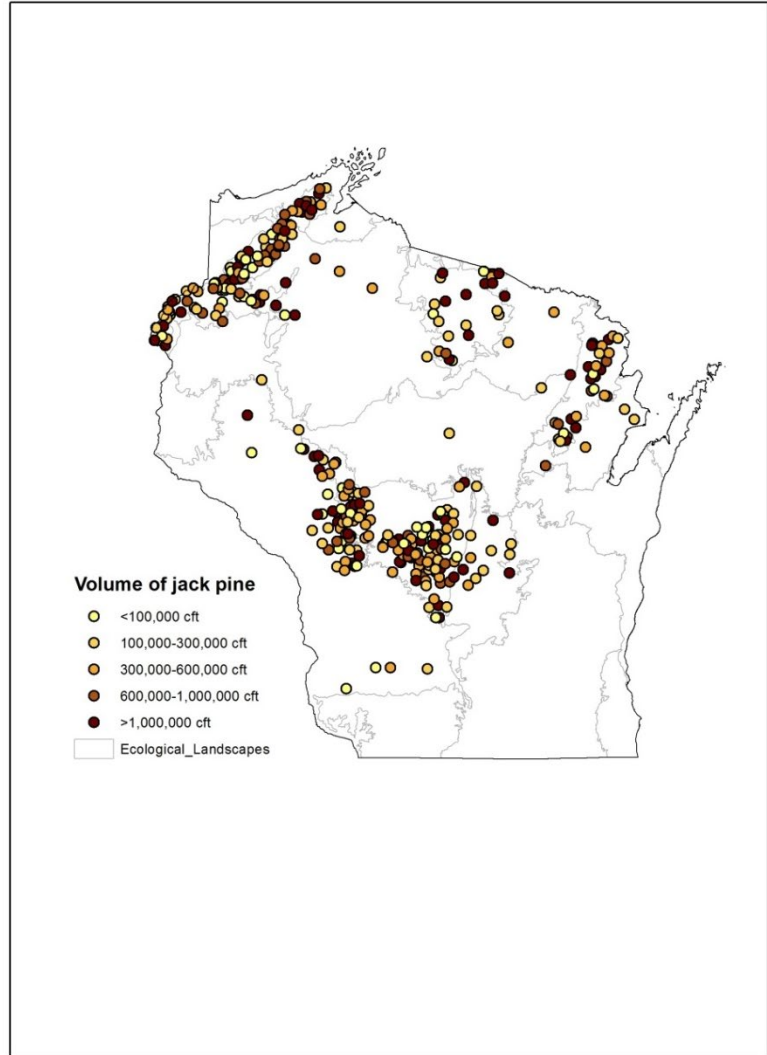 Volume of jack pine
<100,000 cft
100,000-300,000 cft
300,000-600,000 cft
600,000-1,000,000 cft
>1,000,000 cft
Ecological_Landscapes